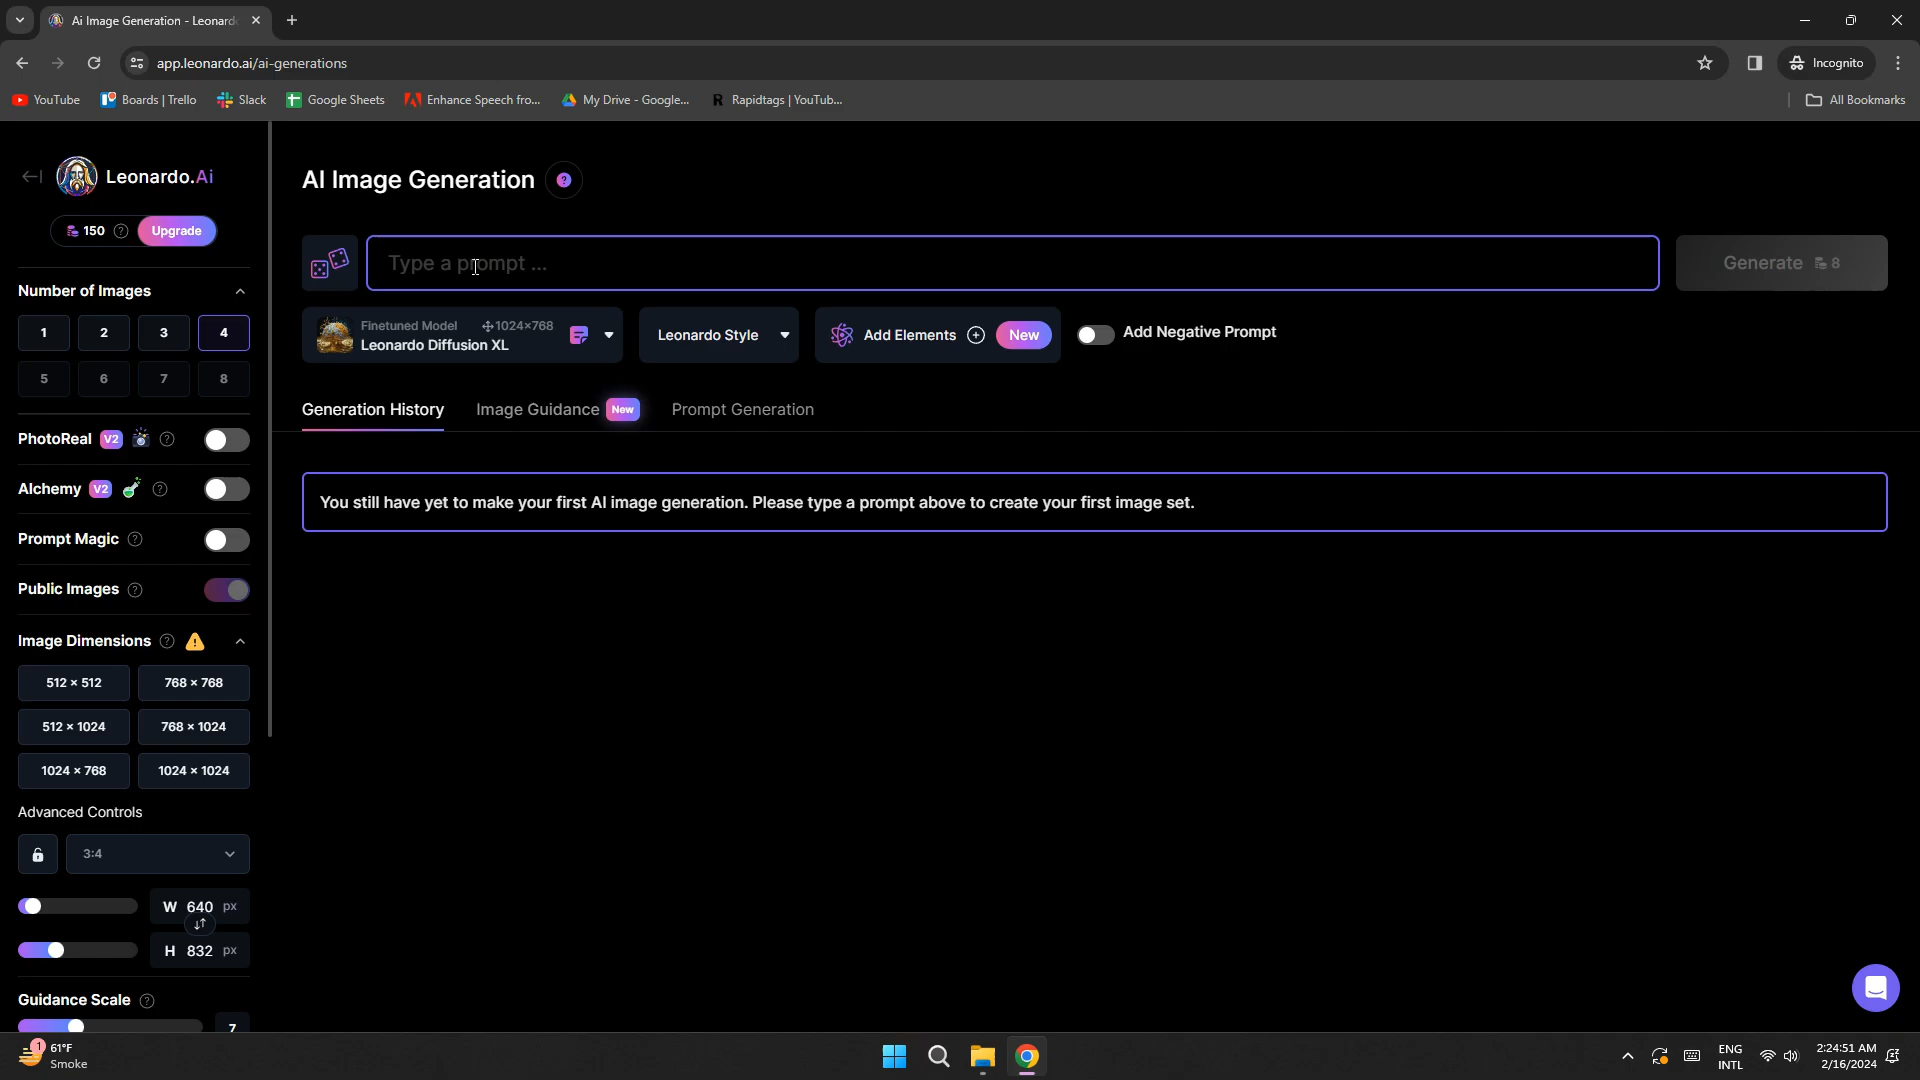 Ai Image Generation - Leonard
app.leonardo.ai/ai-generations
Incognito
YouTube
Boards | Trello
Slack
Google Sheets
Enhance Speech fro...
My Drive - Google...
Rapidtags | YouTub...
All Bookmarks
Leonardo.Ai
150
Upgrade
Number of Images
1
2
3
4
5
6
7
8
PhotoReal V2
Alchemy V2
Prompt Magic
Public Images
Image Dimensions
512 × 512
768 × 768
512 × 1024
768 × 1024
1024 × 768
1024 × 1024
Advanced Controls
3:4
W 640 px
H 832 px
Guidance Scale
7
AI Image Generation
Type a prompt ...
Generate 8
Finetuned Model 1024×768
Leonardo Diffusion XL
Leonardo Style
Add Elements New
Add Negative Prompt
Generation History
Image Guidance New
Prompt Generation
You still have yet to make your first AI image generation. Please type a prompt above to create your first image set.
1
61°F
Smoke
ENG
INTL
2:24:51 AM
2/16/2024